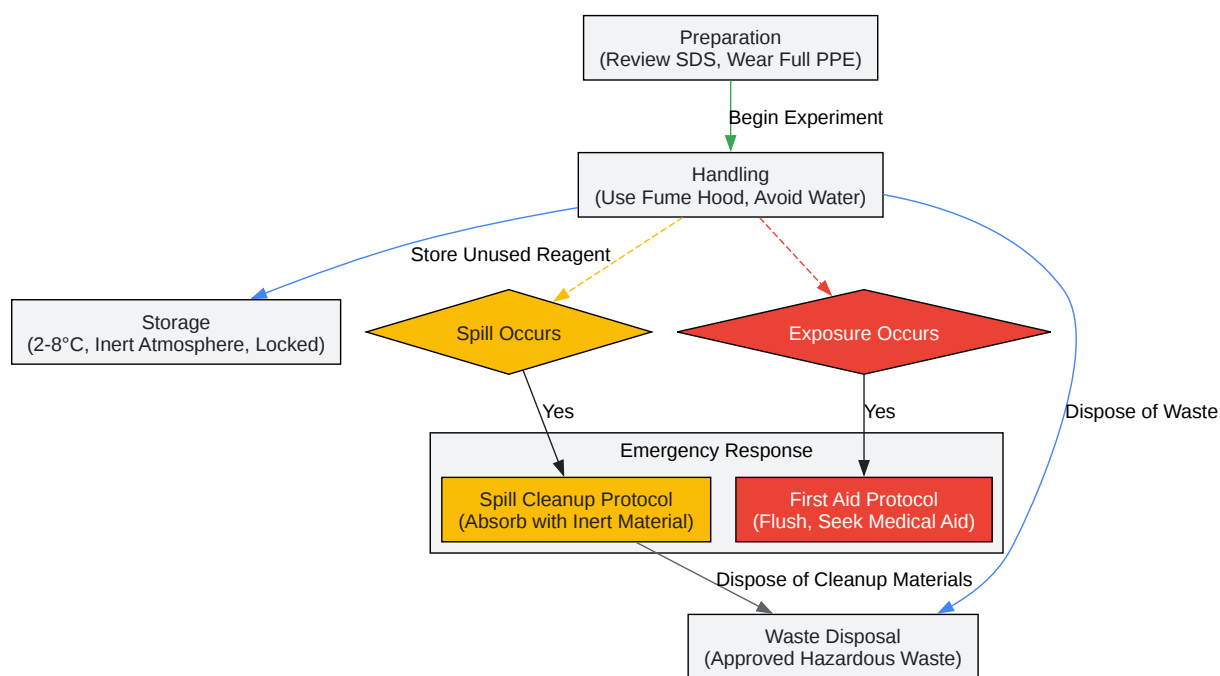 Preparation
(Review SDS, Wear Full PPE)
Begin Experiment
Handling
(Use Fume Hood, Avoid Water)
Store Unused Reagent
Storage
(2-8°C, Inert Atmosphere, Locked)
Spill Occurs
Exposure Occurs
Yes
Yes
Dispose of Waste
Emergency Response
Spill Cleanup Protocol
(Absorb with Inert Material)
First Aid Protocol
(Flush, Seek Medical Aid)
Dispose of Cleanup Materials
Waste Disposal
(Approved Hazardous Waste)